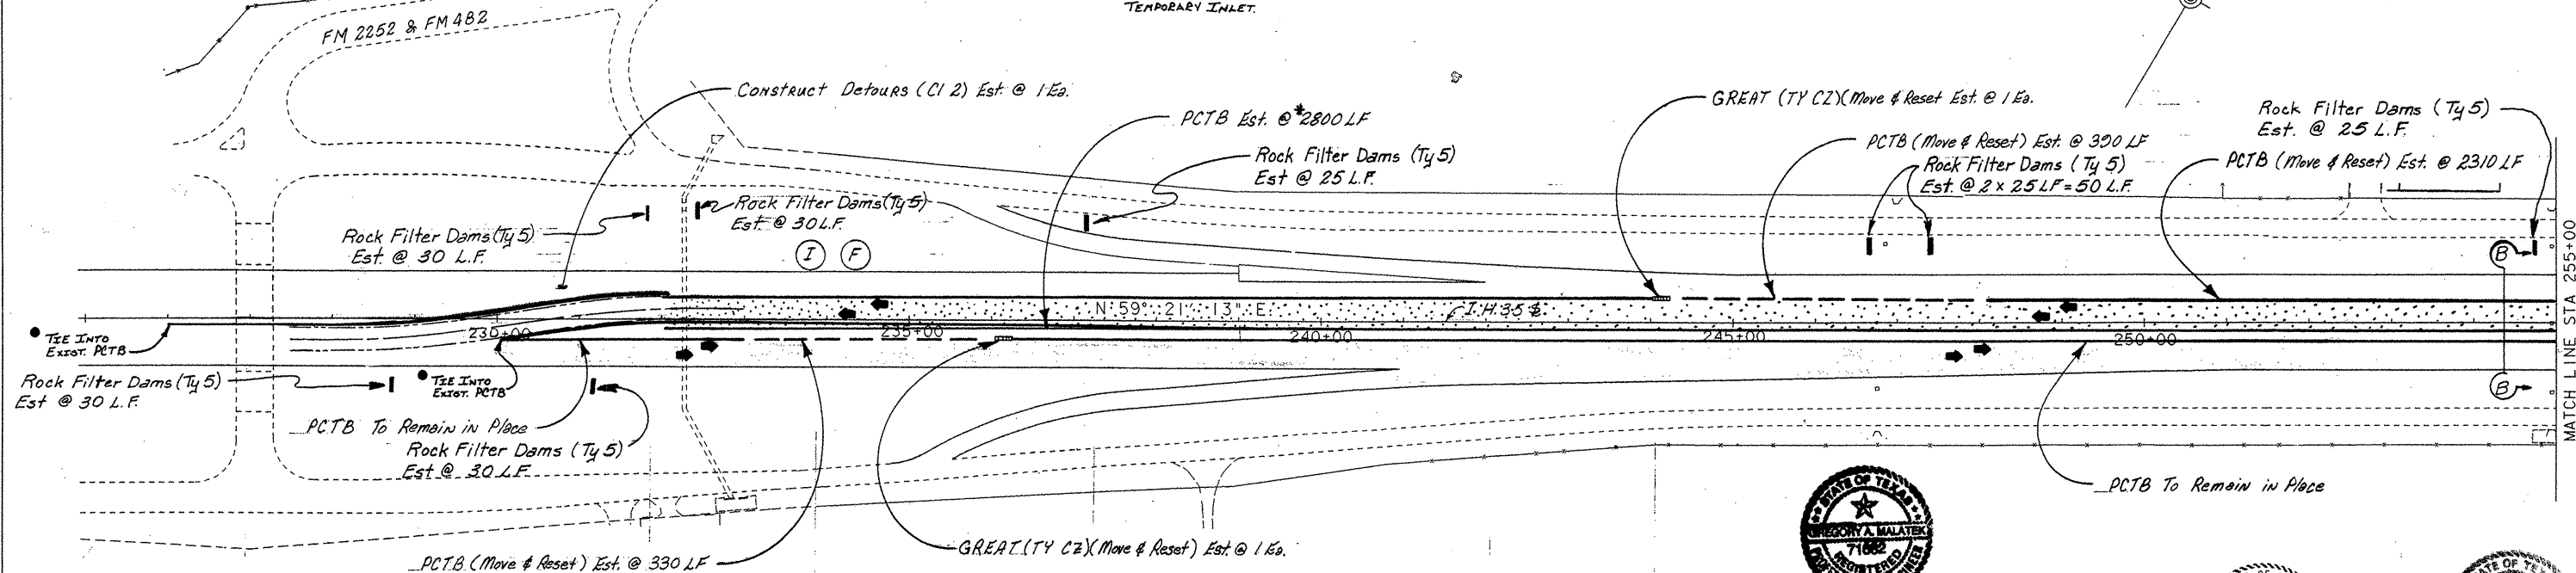 TEMPORARY INLET.
FM 2252 & FM 482
CONSTRUCT DETOURS (Cl 2) Est. @ 1 Ea.
PCTB Est. @ *2800 LF
GREAT (TY CZ)(Move & Reset Est. @ 1 Ea.
Rock Filter Dams (Ty 5)
Est. @ 25 L.F.
PCTB (Move & Reset) Est. @ 390 LF
Rock Filter Dams (Ty 5)
Est @ 25 L.F.
Rock Filter Dams (Ty 5)
Est. @ 2 x 25 LF = 50 L.F.
PCTB (Move & Reset) Est. @ 2310 LF
Rock Filter Dams (Ty 5)
Est. @ 30 L.F.
Rock Filter Dams (Ty 5)
Est. @ 30 L.F.
I F
B
MATCH LINE STA 255+00
N 59° 21' 13" E
I.H. 35 ℄
230+00
235+00
240+00
245+00
250+00
TIE INTO
EXIST. PCTB
Rock Filter Dams (Ty 5)
Est @ 30 L.F.
TIE INTO
EXIST. PCTB
B
PCTB To Remain in Place
Rock Filter Dams (Ty 5)
Est @ 30 L.F.
PCTB To Remain in Place
GREAT (TY CZ)(Move & Reset) Est. @ 1 Ea.
PCTB (Move & Reset) Est. @ 330 LF
STATE OF TEXAS
GREGORY A. MALATEK
REGISTERED
STATE OF